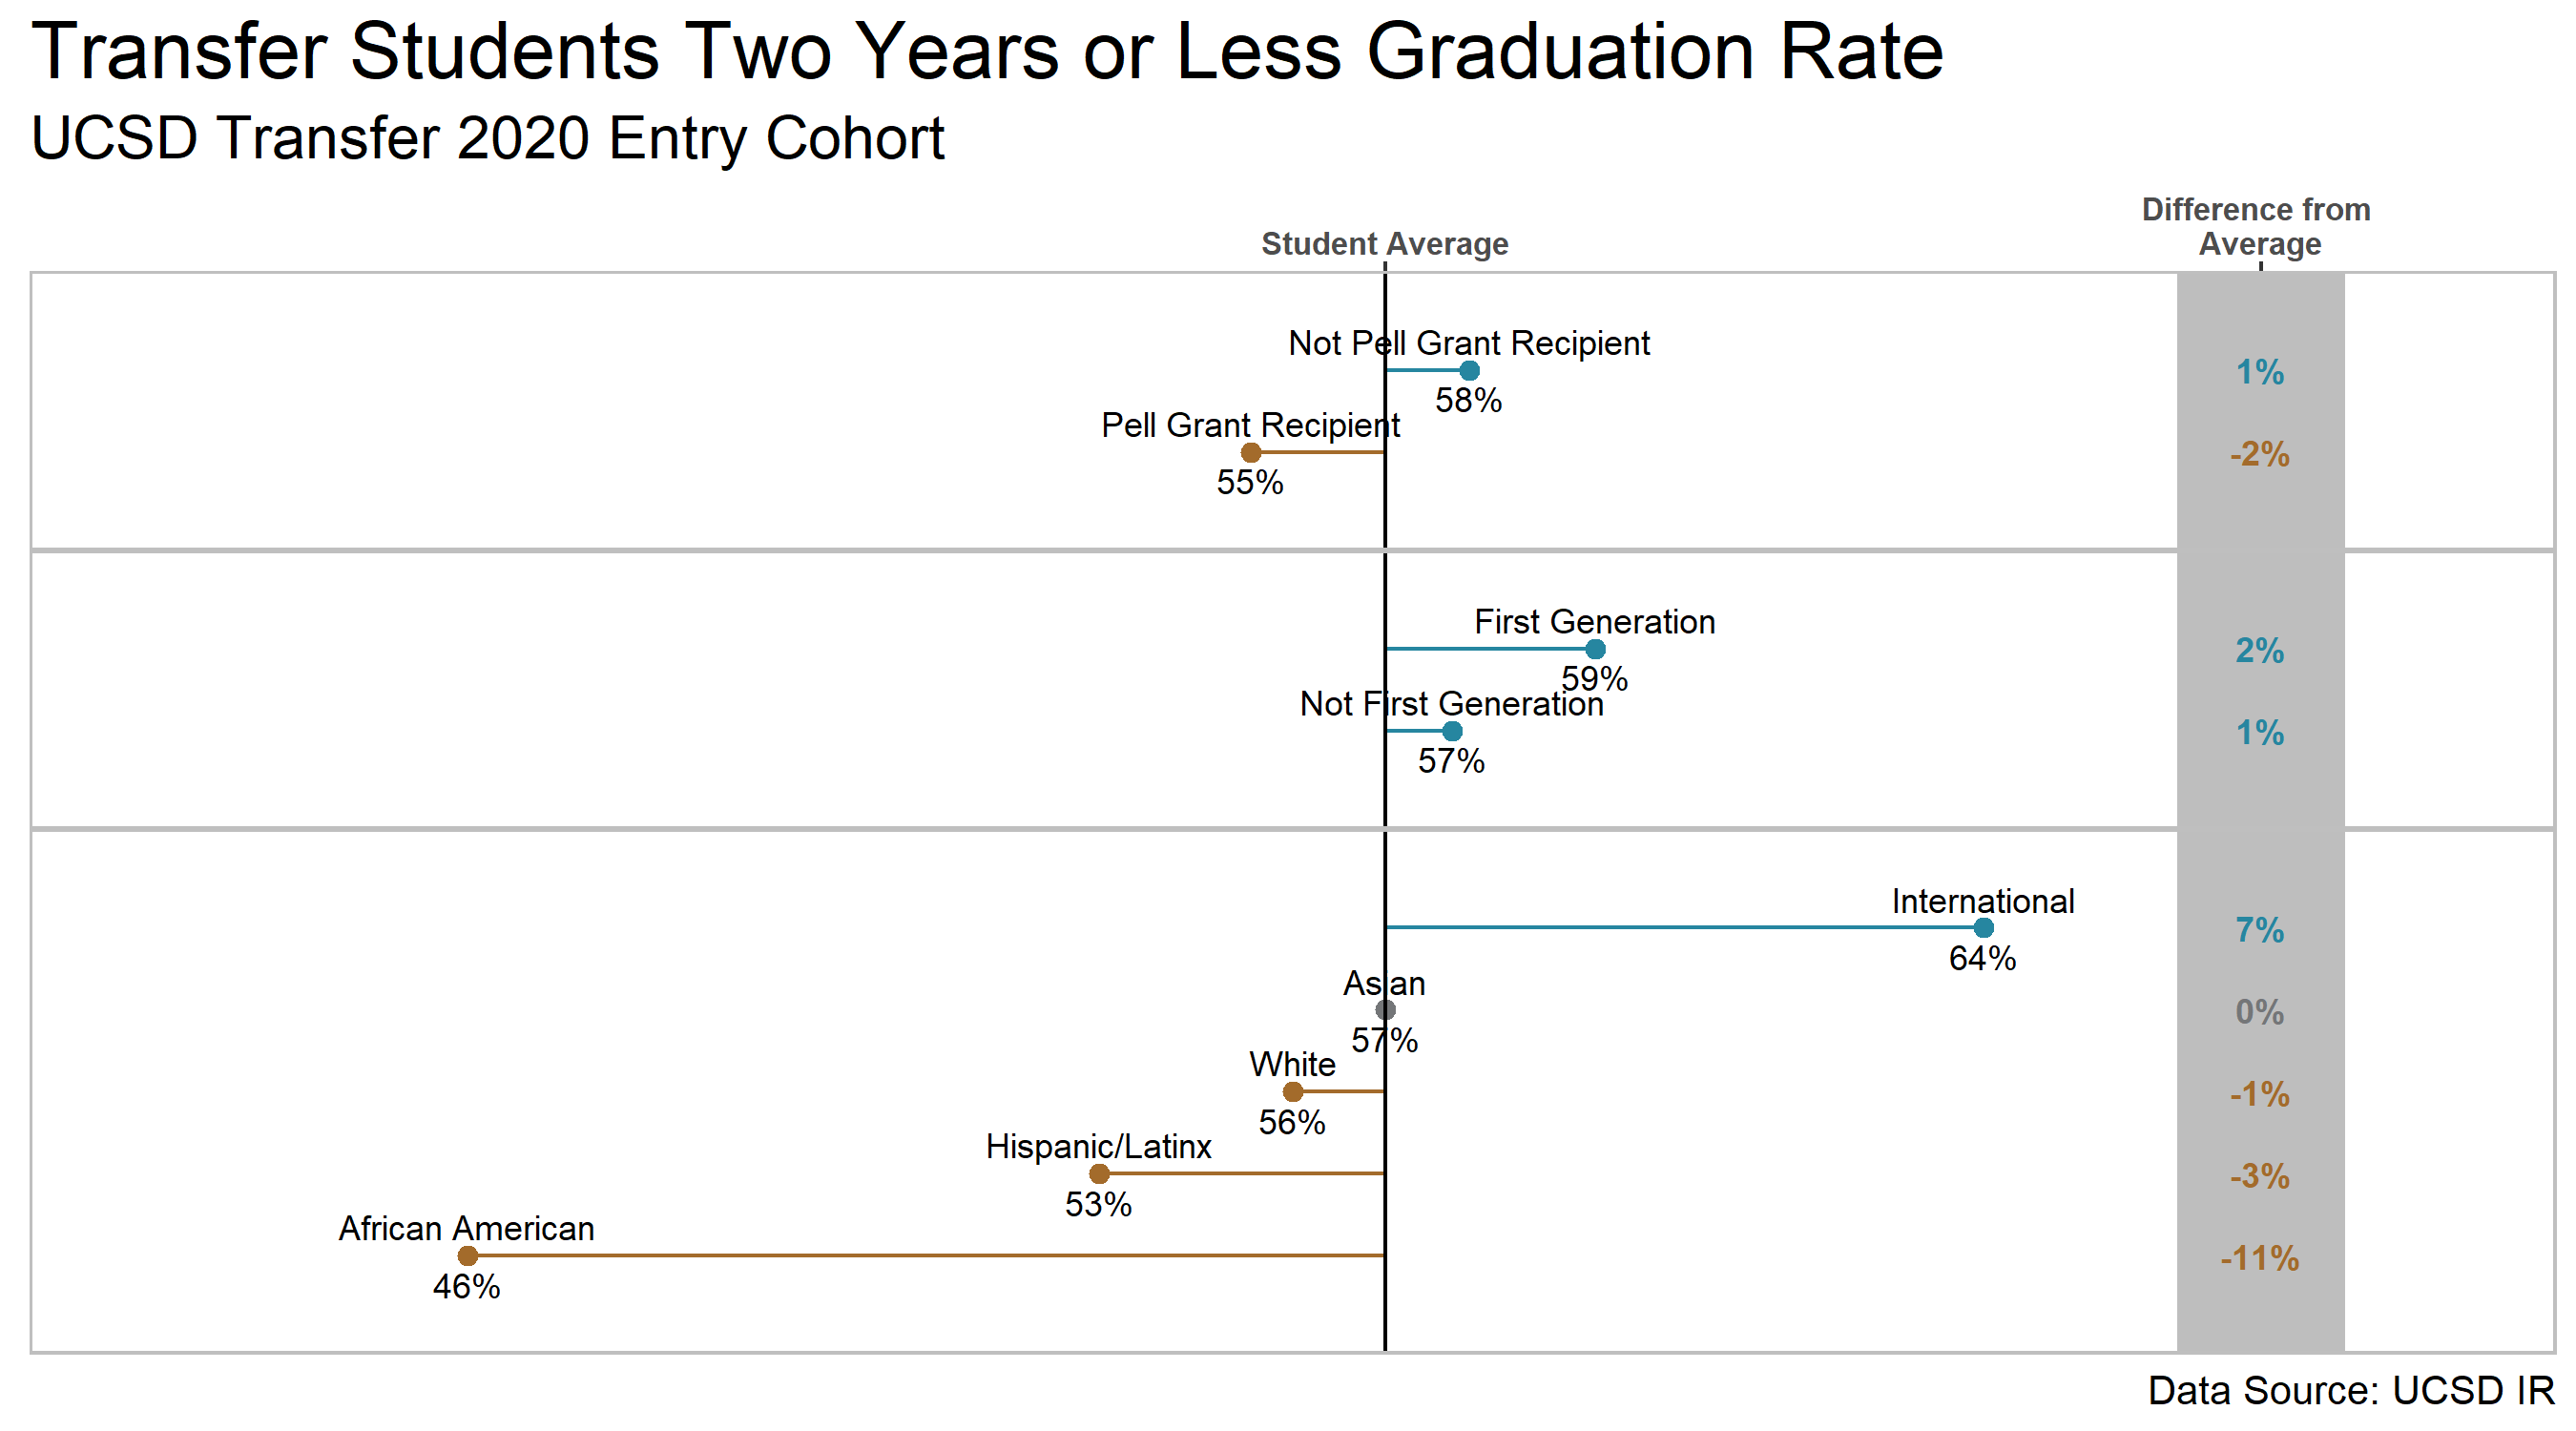 Transfer Students Two Years or Less Graduation Rate
UCSD Transfer 2020 Entry Cohort
Difference from
Student Average
Average
Not Pell Grant Recipient
1%
58%
Pell Grant Recipient
-2%
55%
First Generation
2%
59%
Not First Generation
1%
57%
International
7%
64%
Asian
0%
57%
White
-1%
56%
Hispanic/Latinx
-3%
53%
African American
-11%
46%
Data Source: UCSD IR